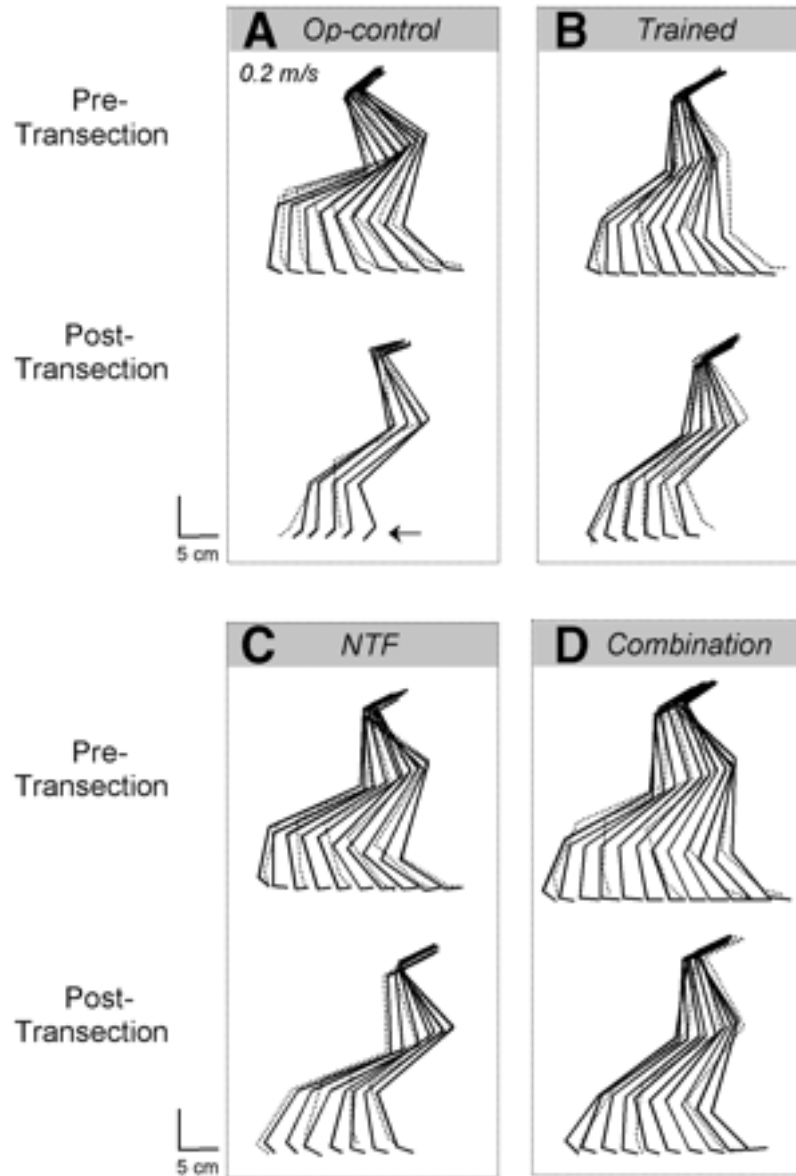 A Op-control
B Trained
0.2 m/s
Pre-
Transection
Post-
Transection
5 cm
C NTF
D Combination
Pre-
Transection
Post-
Transection
5 cm